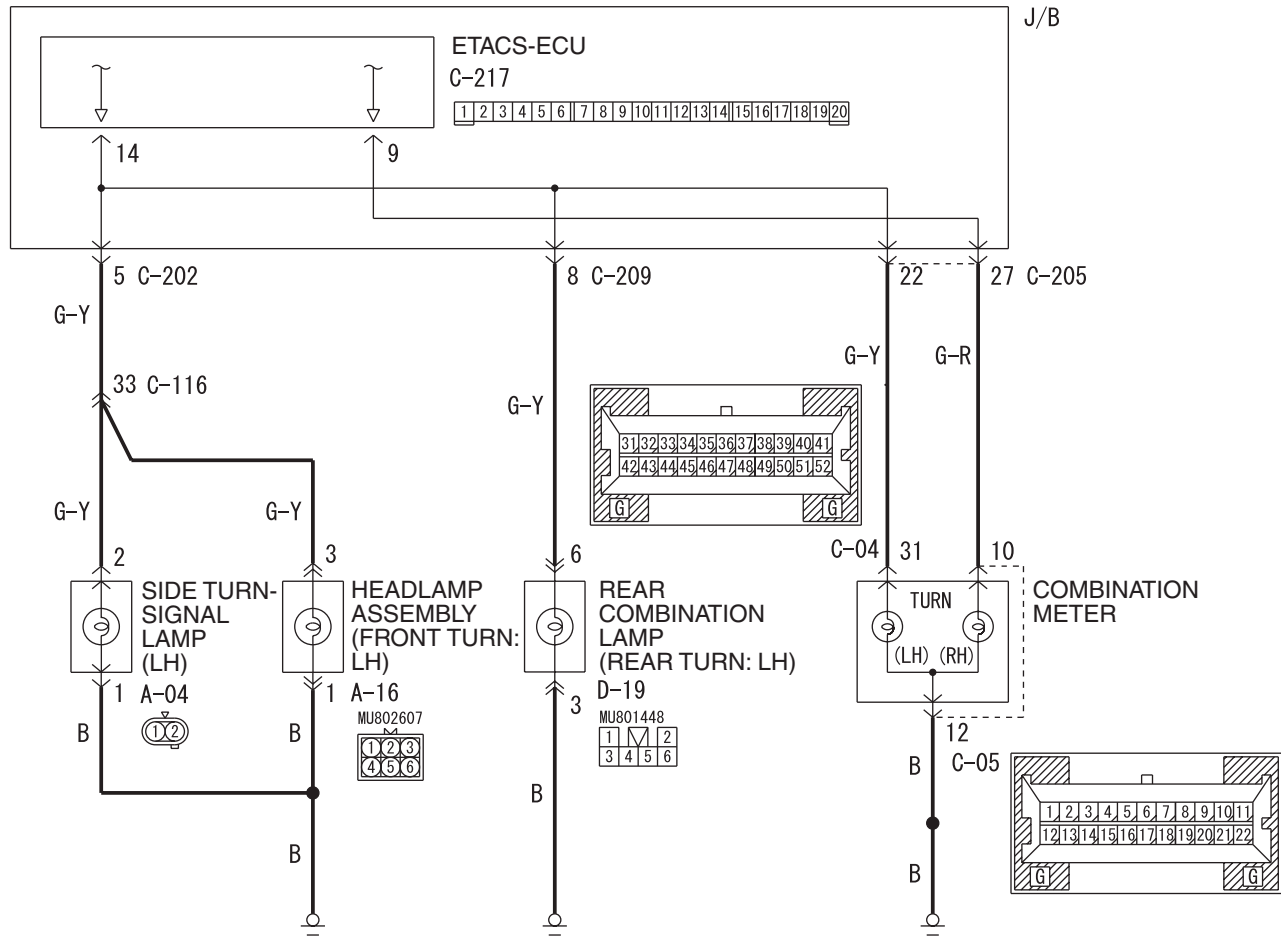 J/B
ETACS-ECU
C-217
1 2 3 4 5 6 7 8 9 10 11 12 13 14 15 16 17 18 19 20
14
9
5 C-202
8 C-209
22
27 C-205
G-Y
G-Y
G-R
33 C-116
G-Y
31 32 33 34 35 36 37 38 39 40 41
42 43 44 45 46 47 48 49 50 51 52
G
G
G-Y
G-Y
2
3
6
C-04 31
10
SIDE TURN-
SIGNAL
LAMP
(LH)
HEADLAMP
ASSEMBLY
(FRONT TURN:
LH)
REAR
COMBINATION
LAMP
(REAR TURN: LH)
TURN
(LH) (RH)
COMBINATION
METER
1
A-04
1 2
1
A-16
MU802607
1 2 3
4 5 6
3
D-19
MU801448
1 2
3 4 5 6
12
C-05
B
B
B
B
1 2 3 4 5 6 7 8 9 10 11
12 13 14 15 16 17 18 19 20 21 22
G
G
B
B